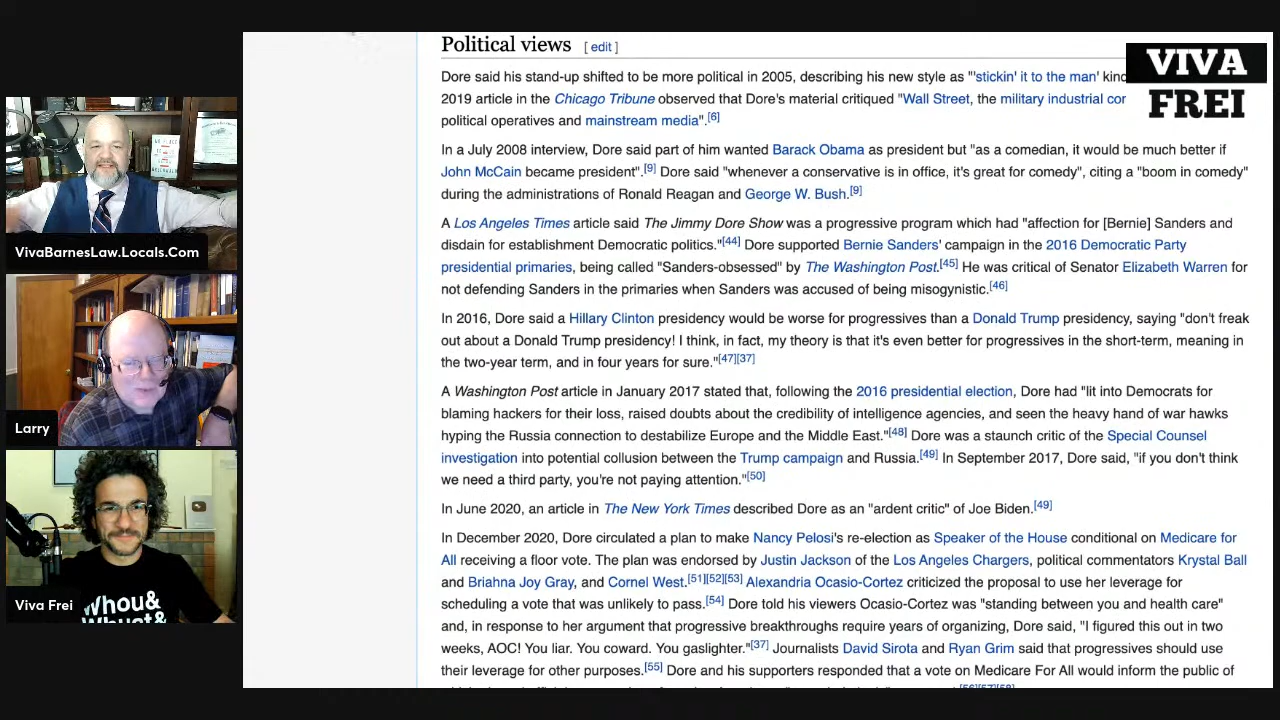 Political views [ edit ]
VIVA
FREI
Dore said his stand-up shifted to be more political in 2005, describing his new style as "'stickin' it to the man' kind
2019 article in the Chicago Tribune observed that Dore's material critiqued "Wall Street, the military industrial cor
political operatives and mainstream media".[6]
In a July 2008 interview, Dore said part of him wanted Barack Obama as president but "as a comedian, it would be much better if
John McCain became president".[9] Dore said "whenever a conservative is in office, it's great for comedy", citing a "boom in comedy"
during the administrations of Ronald Reagan and George W. Bush.[9]
A Los Angeles Times article said The Jimmy Dore Show was a progressive program which had "affection for [Bernie] Sanders and
disdain for establishment Democratic politics."[44] Dore supported Bernie Sanders' campaign in the 2016 Democratic Party
presidential primaries, being called "Sanders-obsessed" by The Washington Post.[45] He was critical of Senator Elizabeth Warren for
not defending Sanders in the primaries when Sanders was accused of being misogynistic.[46]
In 2016, Dore said a Hillary Clinton presidency would be worse for progressives than a Donald Trump presidency, saying "don't freak
out about a Donald Trump presidency! I think, in fact, my theory is that it's even better for progressives in the short-term, meaning in
the two-year term, and in four years for sure."[47][37]
A Washington Post article in January 2017 stated that, following the 2016 presidential election, Dore had "lit into Democrats for
blaming hackers for their loss, raised doubts about the credibility of intelligence agencies, and seen the heavy hand of war hawks
hyping the Russia connection to destabilize Europe and the Middle East."[48] Dore was a staunch critic of the Special Counsel
investigation into potential collusion between the Trump campaign and Russia.[49] In September 2017, Dore said, "if you don't think
we need a third party, you're not paying attention."[50]
In June 2020, an article in The New York Times described Dore as an "ardent critic" of Joe Biden.[49]
In December 2020, Dore circulated a plan to make Nancy Pelosi's re-election as Speaker of the House conditional on Medicare for
All receiving a floor vote. The plan was endorsed by Justin Jackson of the Los Angeles Chargers, political commentators Krystal Ball
and Briahna Joy Gray, and Cornel West.[51][52][53] Alexandria Ocasio-Cortez criticized the proposal to use her leverage for
scheduling a vote that was unlikely to pass.[54] Dore told his viewers Ocasio-Cortez was "standing between you and health care"
and, in response to her argument that progressive breakthroughs require years of organizing, Dore said, "I figured this out in two
weeks, AOC! You liar. You coward. You gaslighter."[37] Journalists David Sirota and Ryan Grim said that progressives should use
their leverage for other purposes.[55] Dore and his supporters responded that a vote on Medicare For All would inform the public of
VivaBarnesLaw.Locals.Com
Larry
Viva Frei